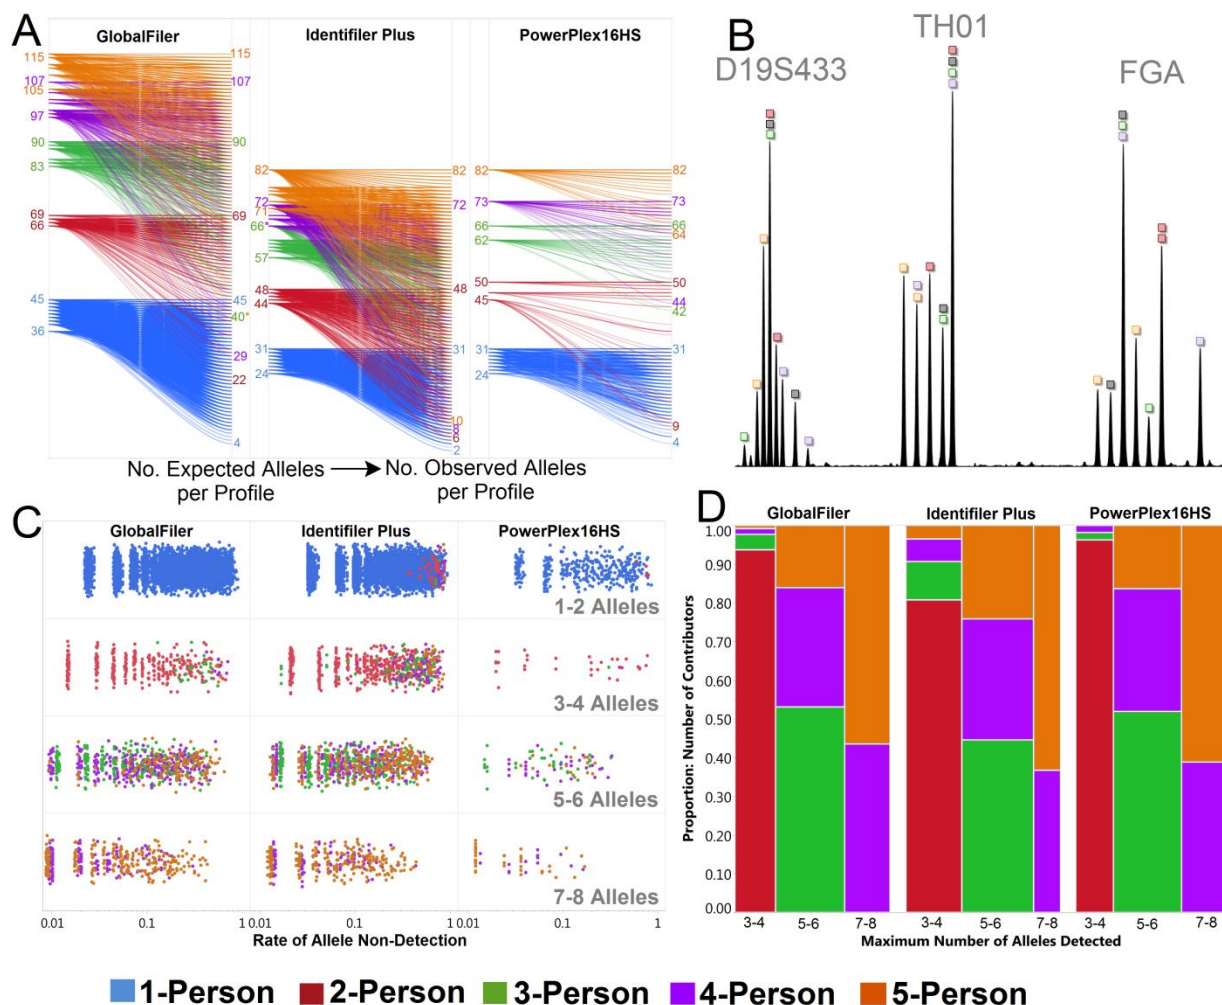 A
GlobalFiler
Identifiler Plus
PowerPlex16HS
115
107
105
97
90
83
69
66
45
36
115
107
90
69
45
40*
29
22
4
82
72
71
66*
57
48
44
31
24
82
72
48
31
10
8
6
2
82
73
66
62
50
45
31
24
82
73
66
64
50
44
42
31
9
4
No. Expected Alleles per Profile
No. Observed Alleles per Profile
B
D19S433
TH01
FGA
C
GlobalFiler
Identifiler Plus
PowerPlex16HS
1-2 Alleles
3-4 Alleles
5-6 Alleles
7-8 Alleles
0.01
0.1
1
0.01
0.1
1
0.01
0.1
1
Rate of Allele Non-Detection
D
GlobalFiler
Identifiler Plus
PowerPlex16HS
Proportion: Number of Contributors
1.00
0.90
0.80
0.70
0.60
0.50
0.40
0.30
0.20
0.10
0.00
3-4
5-6
7-8
3-4
5-6
7-8
3-4
5-6
7-8
Maximum Number of Alleles Detected
1-Person
2-Person
3-Person
4-Person
5-Person